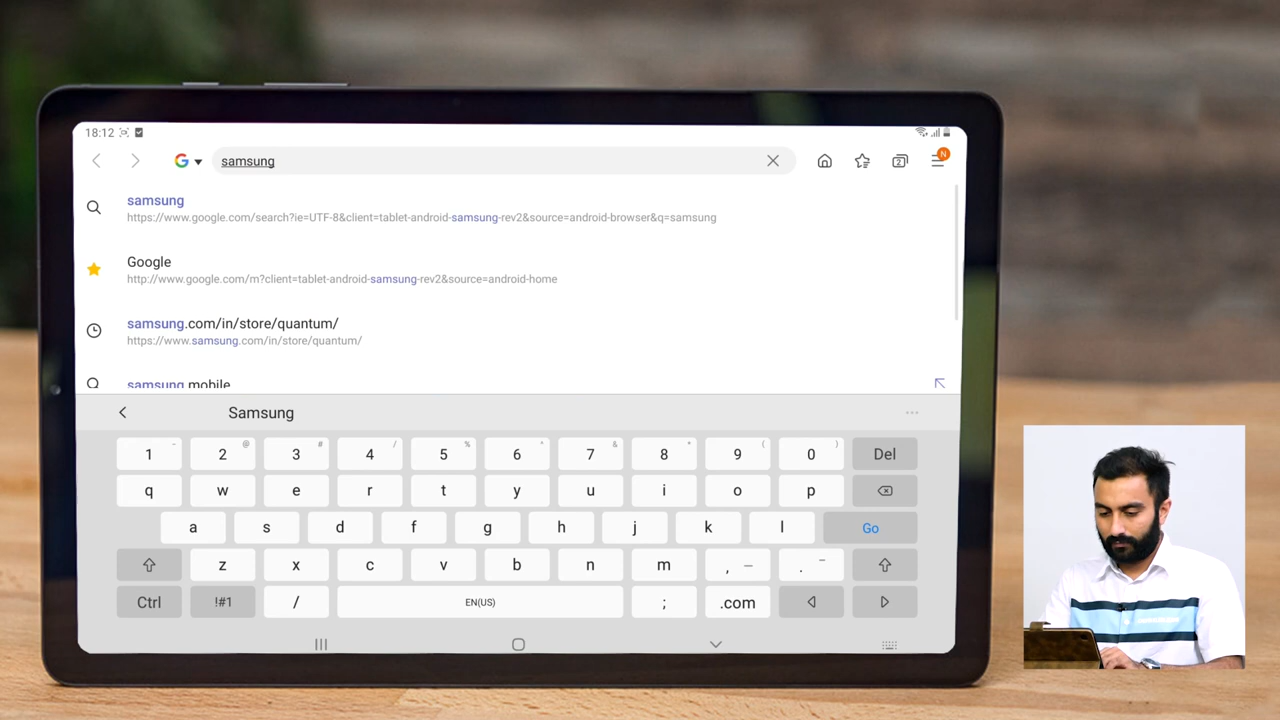 18:12
samsung
2
N
samsung
https://www.google.com/search?ie=UTF-8&client=tablet-android-samsung-rev2&source=android-browser&q=samsung
Google
http://www.google.com/m?client=tablet-android-samsung-rev2&source=android-home
samsung.com/in/store/quantum/
https://www.samsung.com/in/store/quantum/
samsung mobile
Samsung
- @ # / % ^ & * ( )
1 2 3 4 5 6 7 8 9 0 Del
q w e r t y u i o p
a s d f g h j k l Go
z x c v b n m , — . –
Ctrl !#1 / EN(US) ; .com